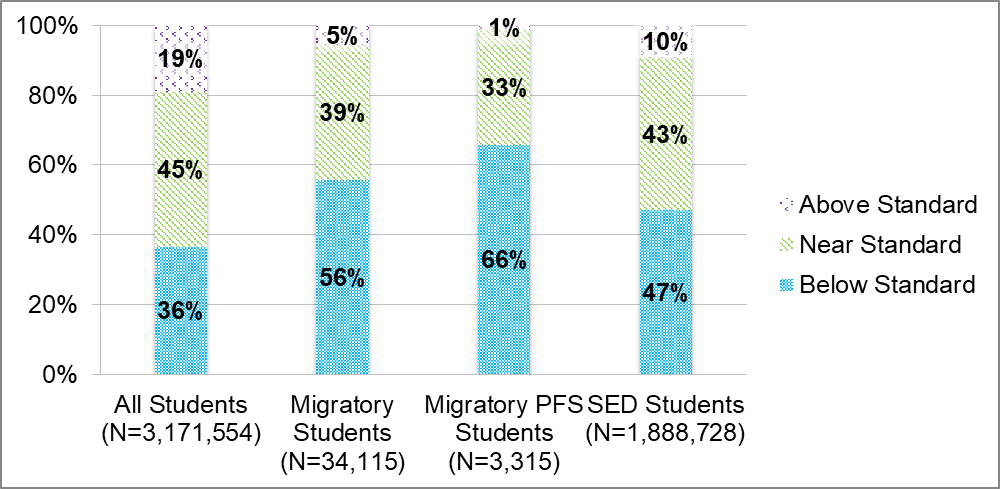 100%
80%
60%
40%
20%
0%
19%
45%
36%
5%
39%
56%
1%
33%
66%
10%
43%
47%
Above Standard
Near Standard
Below Standard
All Students
(N=3,171,554)
Migratory
Students
(N=34,115)
Migratory PFS
Students
(N=3,315)
SED Students
(N=1,888,728)